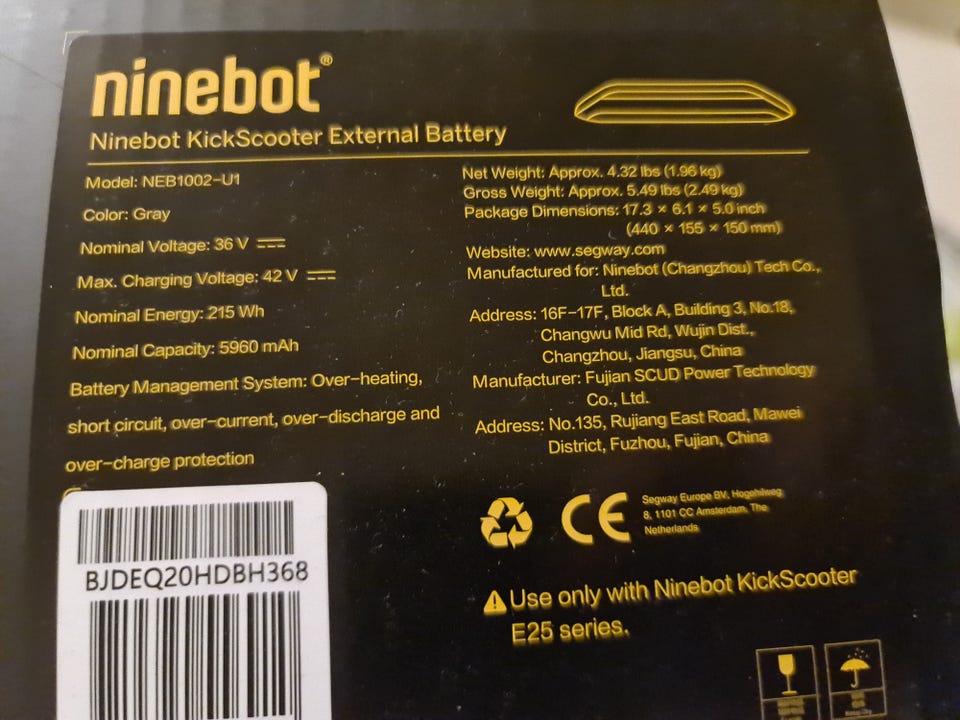 ninebot®
Ninebot KickScooter External Battery
Model: NEB1002-U1
Color: Gray
Nominal Voltage: 36 V
Max. Charging Voltage: 42 V
Nominal Energy: 215 Wh
Nominal Capacity: 5960 mAh
Battery Management System: Over-heating,
short circuit, over-current, over-discharge and
over-charge protection
Net Weight: Approx. 4.32 lbs (1.96 kg)
Gross Weight: Approx. 5.49 lbs (2.49 kg)
Package Dimensions: 17.3 × 6.1 × 5.0 inch
(440 × 155 × 150 mm)
Website: www.segway.com
Manufactured for: Ninebot (Changzhou) Tech Co.,
Ltd.
Address: 16F-17F, Block A, Building 3, No.18,
Changwu Mid Rd, Wujin Dist.,
Changzhou, Jiangsu, China
Manufacturer: Fujian SCUD Power Technology
Co., Ltd.
Address: No.135, Rujiang East Road, Mawei
District, Fuzhou, Fujian, China
BJDEQ20HDBH368
CE
Segway Europe BV, Hogehilweg
8, 1101 CC Amsterdam, The
Netherlands
Use only with Ninebot KickScooter
E25 series.